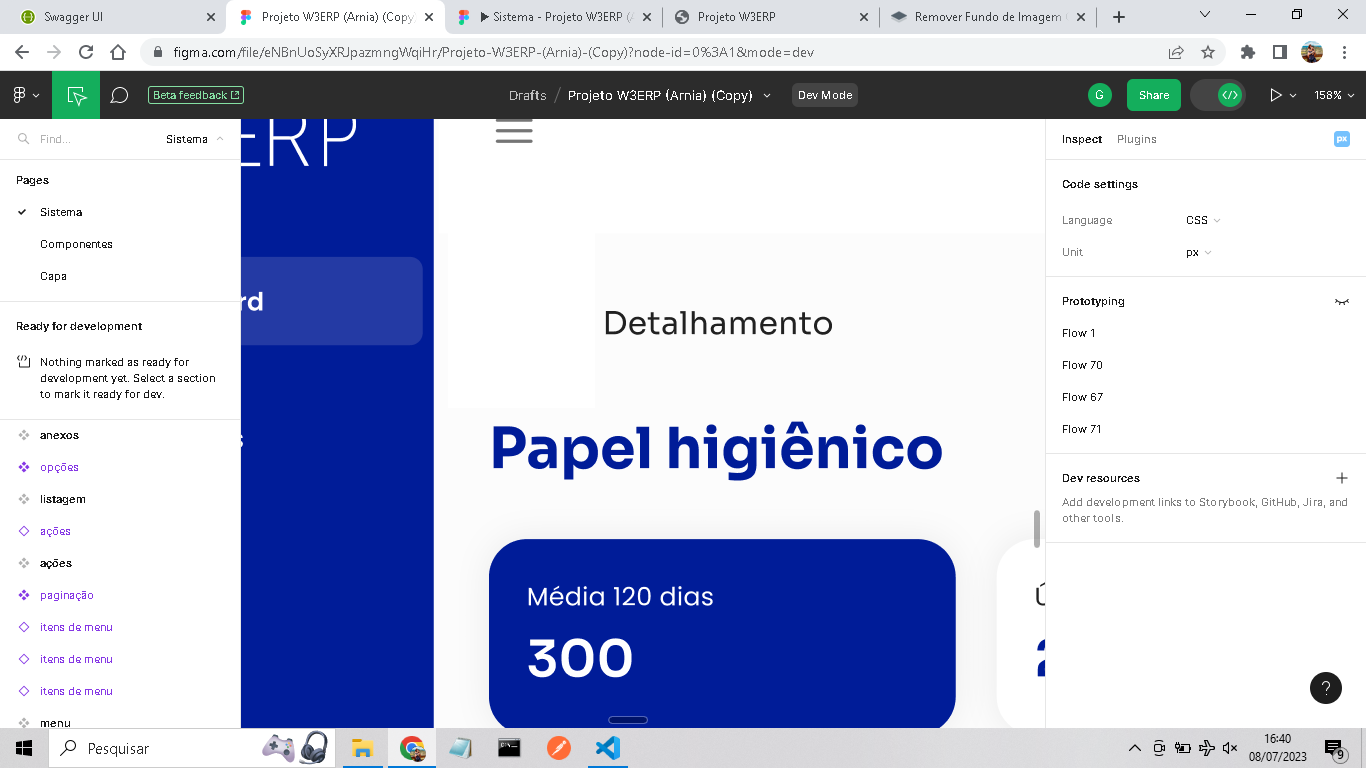 Swagger UI
Projeto W3ERP (Arnia) (Copy)
Sistema - Projeto W3ERP (A
Projeto W3ERP
Remover Fundo de Imagem
figma.com/file/eNBnUoSyXRJpazmngWqiHr/Projeto-W3ERP-(Arnia)-(Copy)?node-id=0%3A1&mode=dev
Beta feedback
Drafts / Projeto W3ERP (Arnia) (Copy)
Dev Mode
G
Share
158%
Find...
Sistema
Pages
Sistema
Componentes
Capa
Ready for development
Nothing marked as ready for
development yet. Select a section
to mark it ready for dev.
anexos
opções
listagem
ações
ações
paginação
itens de menu
itens de menu
itens de menu
menu
ERP
rd
s
Detalhamento
Papel higiênico
Média 120 dias
300
Ú
2
Inspect
Plugins
px
Code settings
Language
CSS
Unit
px
Prototyping
Flow 1
Flow 70
Flow 67
Flow 71
Dev resources
Add development links to Storybook, GitHub, Jira, and
other tools.
?
Pesquisar
16:40
08/07/2023
9